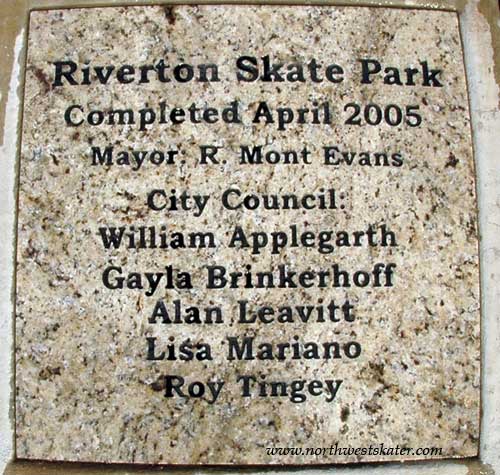 Riverton Skate Park
Completed April 2005
Mayor: R. Mont Evans
City Council:
William Applegarth
Gayla Brinkerhoff
Alan Leavitt
Lisa Mariano
Roy Tingey
www.northwestskater.com